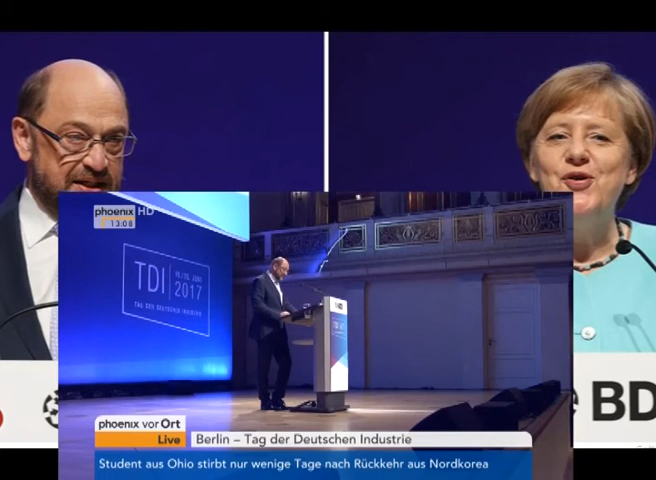 phoenix HD
13:08
TDI 19./20. JUNI 2017
TAG DER DEUTSCHEN INDUSTRIE
BD
phoenix vor Ort
Live
Berlin – Tag der Deutschen Industrie
Student aus Ohio stirbt nur wenige Tage nach Rückkehr aus Nordkorea